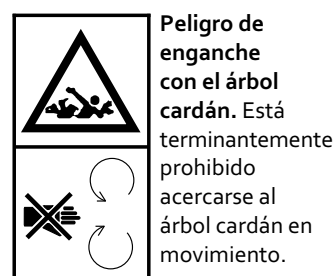 Peligro de
enganche
con el árbol
cardán. Está
terminantemente
prohibido
acercarse al
árbol cardán en
movimiento.